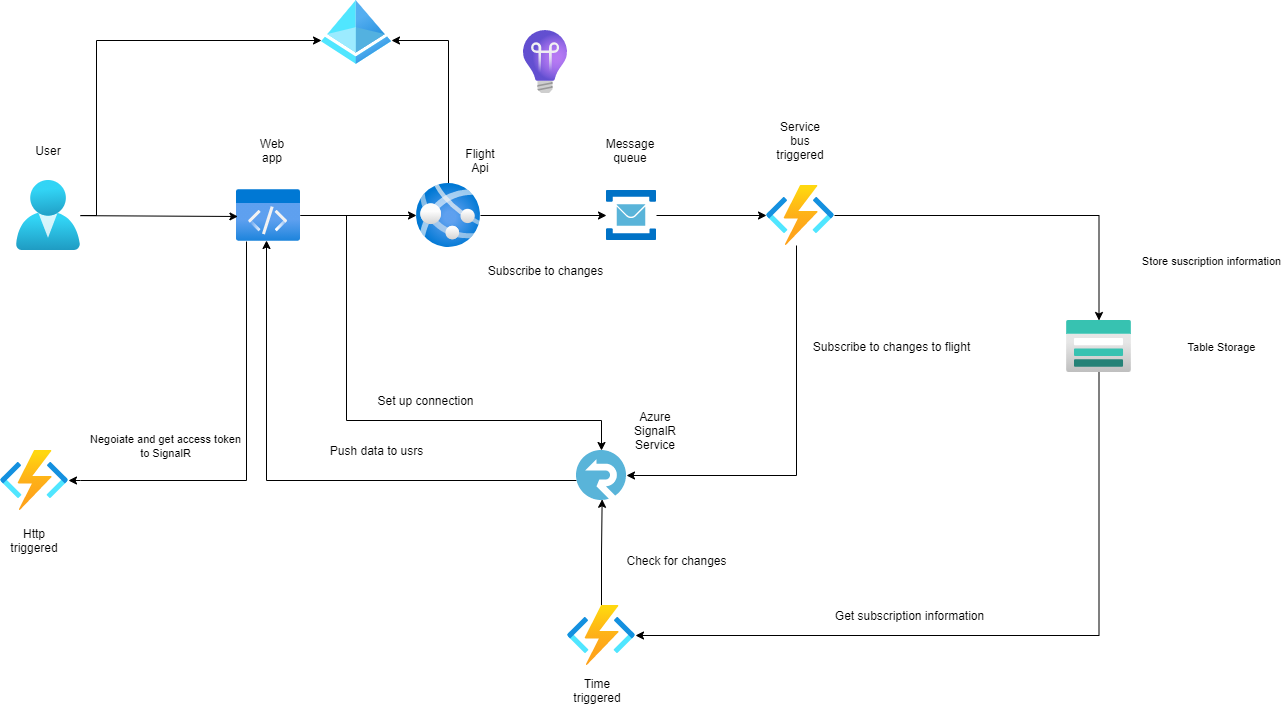 Service
bus
triggered
User
Web
app
Message
queue
Flight
Api
Subscribe to changes
Store suscription information
Subscribe to changes to flight
Table Storage
Set up connection
Azure
SignalR
Service
Negoiate and get access token
to SignalR
Push data to usrs
Http
triggered
Check for changes
Get subscription information
Time
triggered